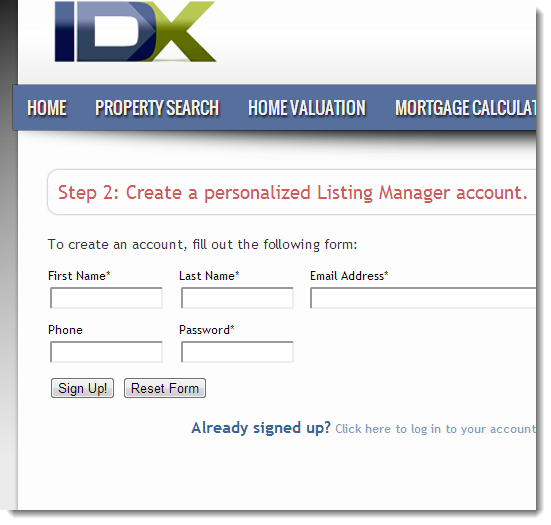 IDX
HOME PROPERTY SEARCH HOME VALUATION MORTGAGE CALCULAT
Step 2: Create a personalized Listing Manager account.
To create an account, fill out the following form:
First Name* Last Name* Email Address*
Phone Password*
Sign Up! Reset Form
Already signed up? Click here to log in to your account